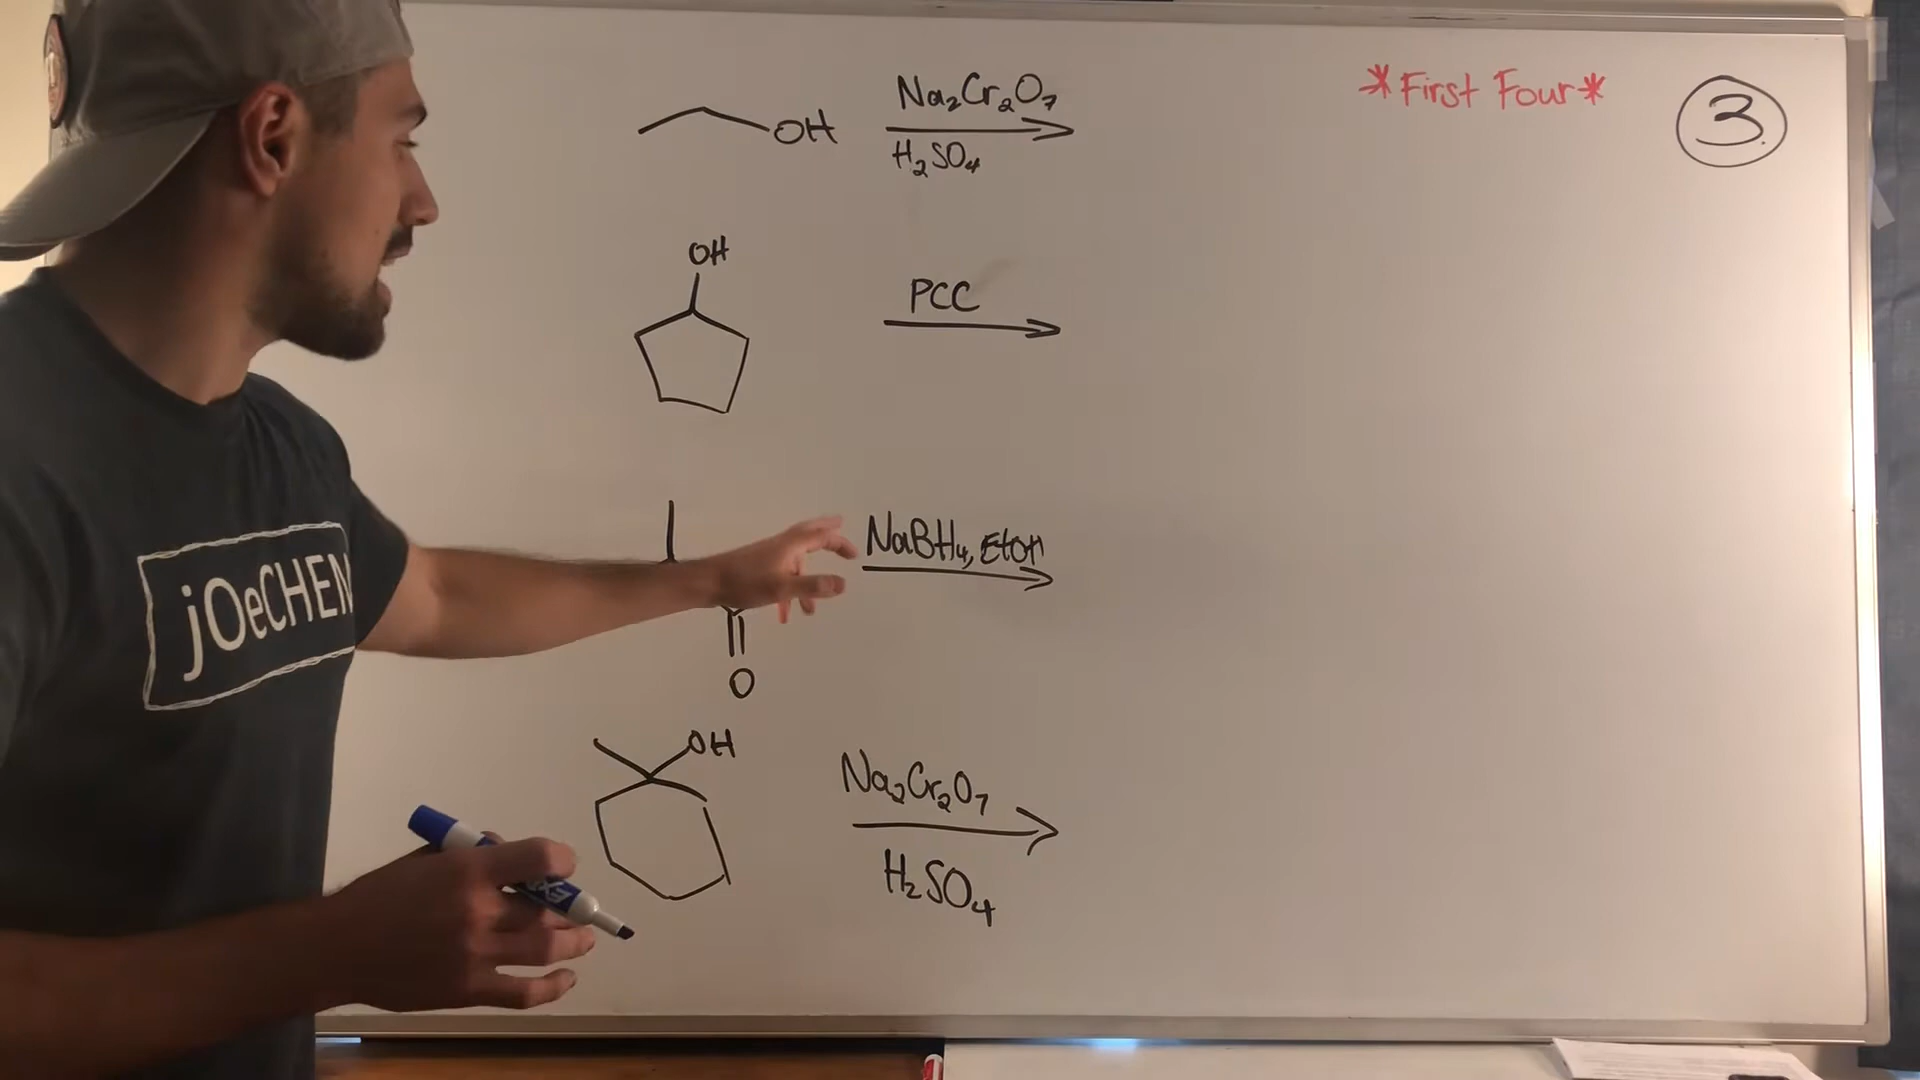 Na₂Cr₂O₇
*First Four*
3
OH
H₂SO₄
OH
PCC
NaBH₄, EtOH
jOeCHEM
O
OH
Na₂Cr₂O₇
H₂SO₄